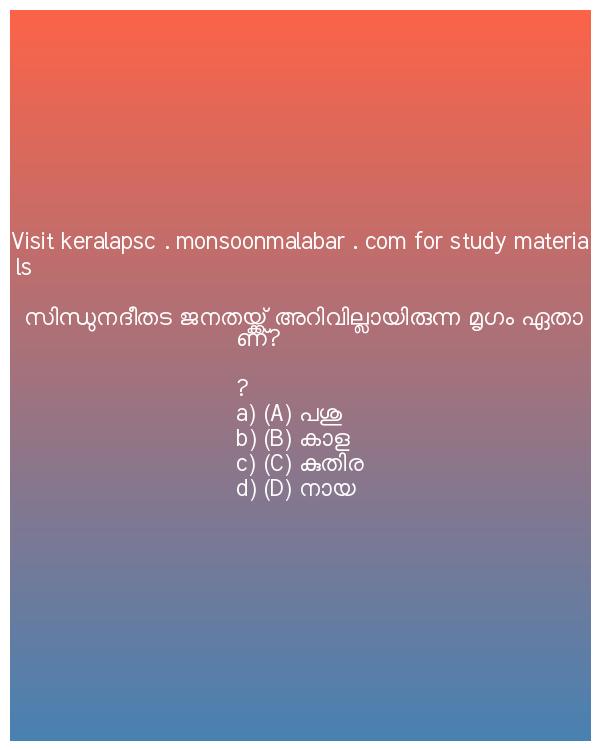 Visit keralapsc . monsoonmalabar . com for study materia
ls
സിന്ധുനദീതട ജനതയ്ക്ക് അറിവില്ലായിരുന്ന മൃഗം ഏതാ
ണ്?
?
a) (A) പശു
b) (B) കാള
c) (C) കുതിര
d) (D) നായ